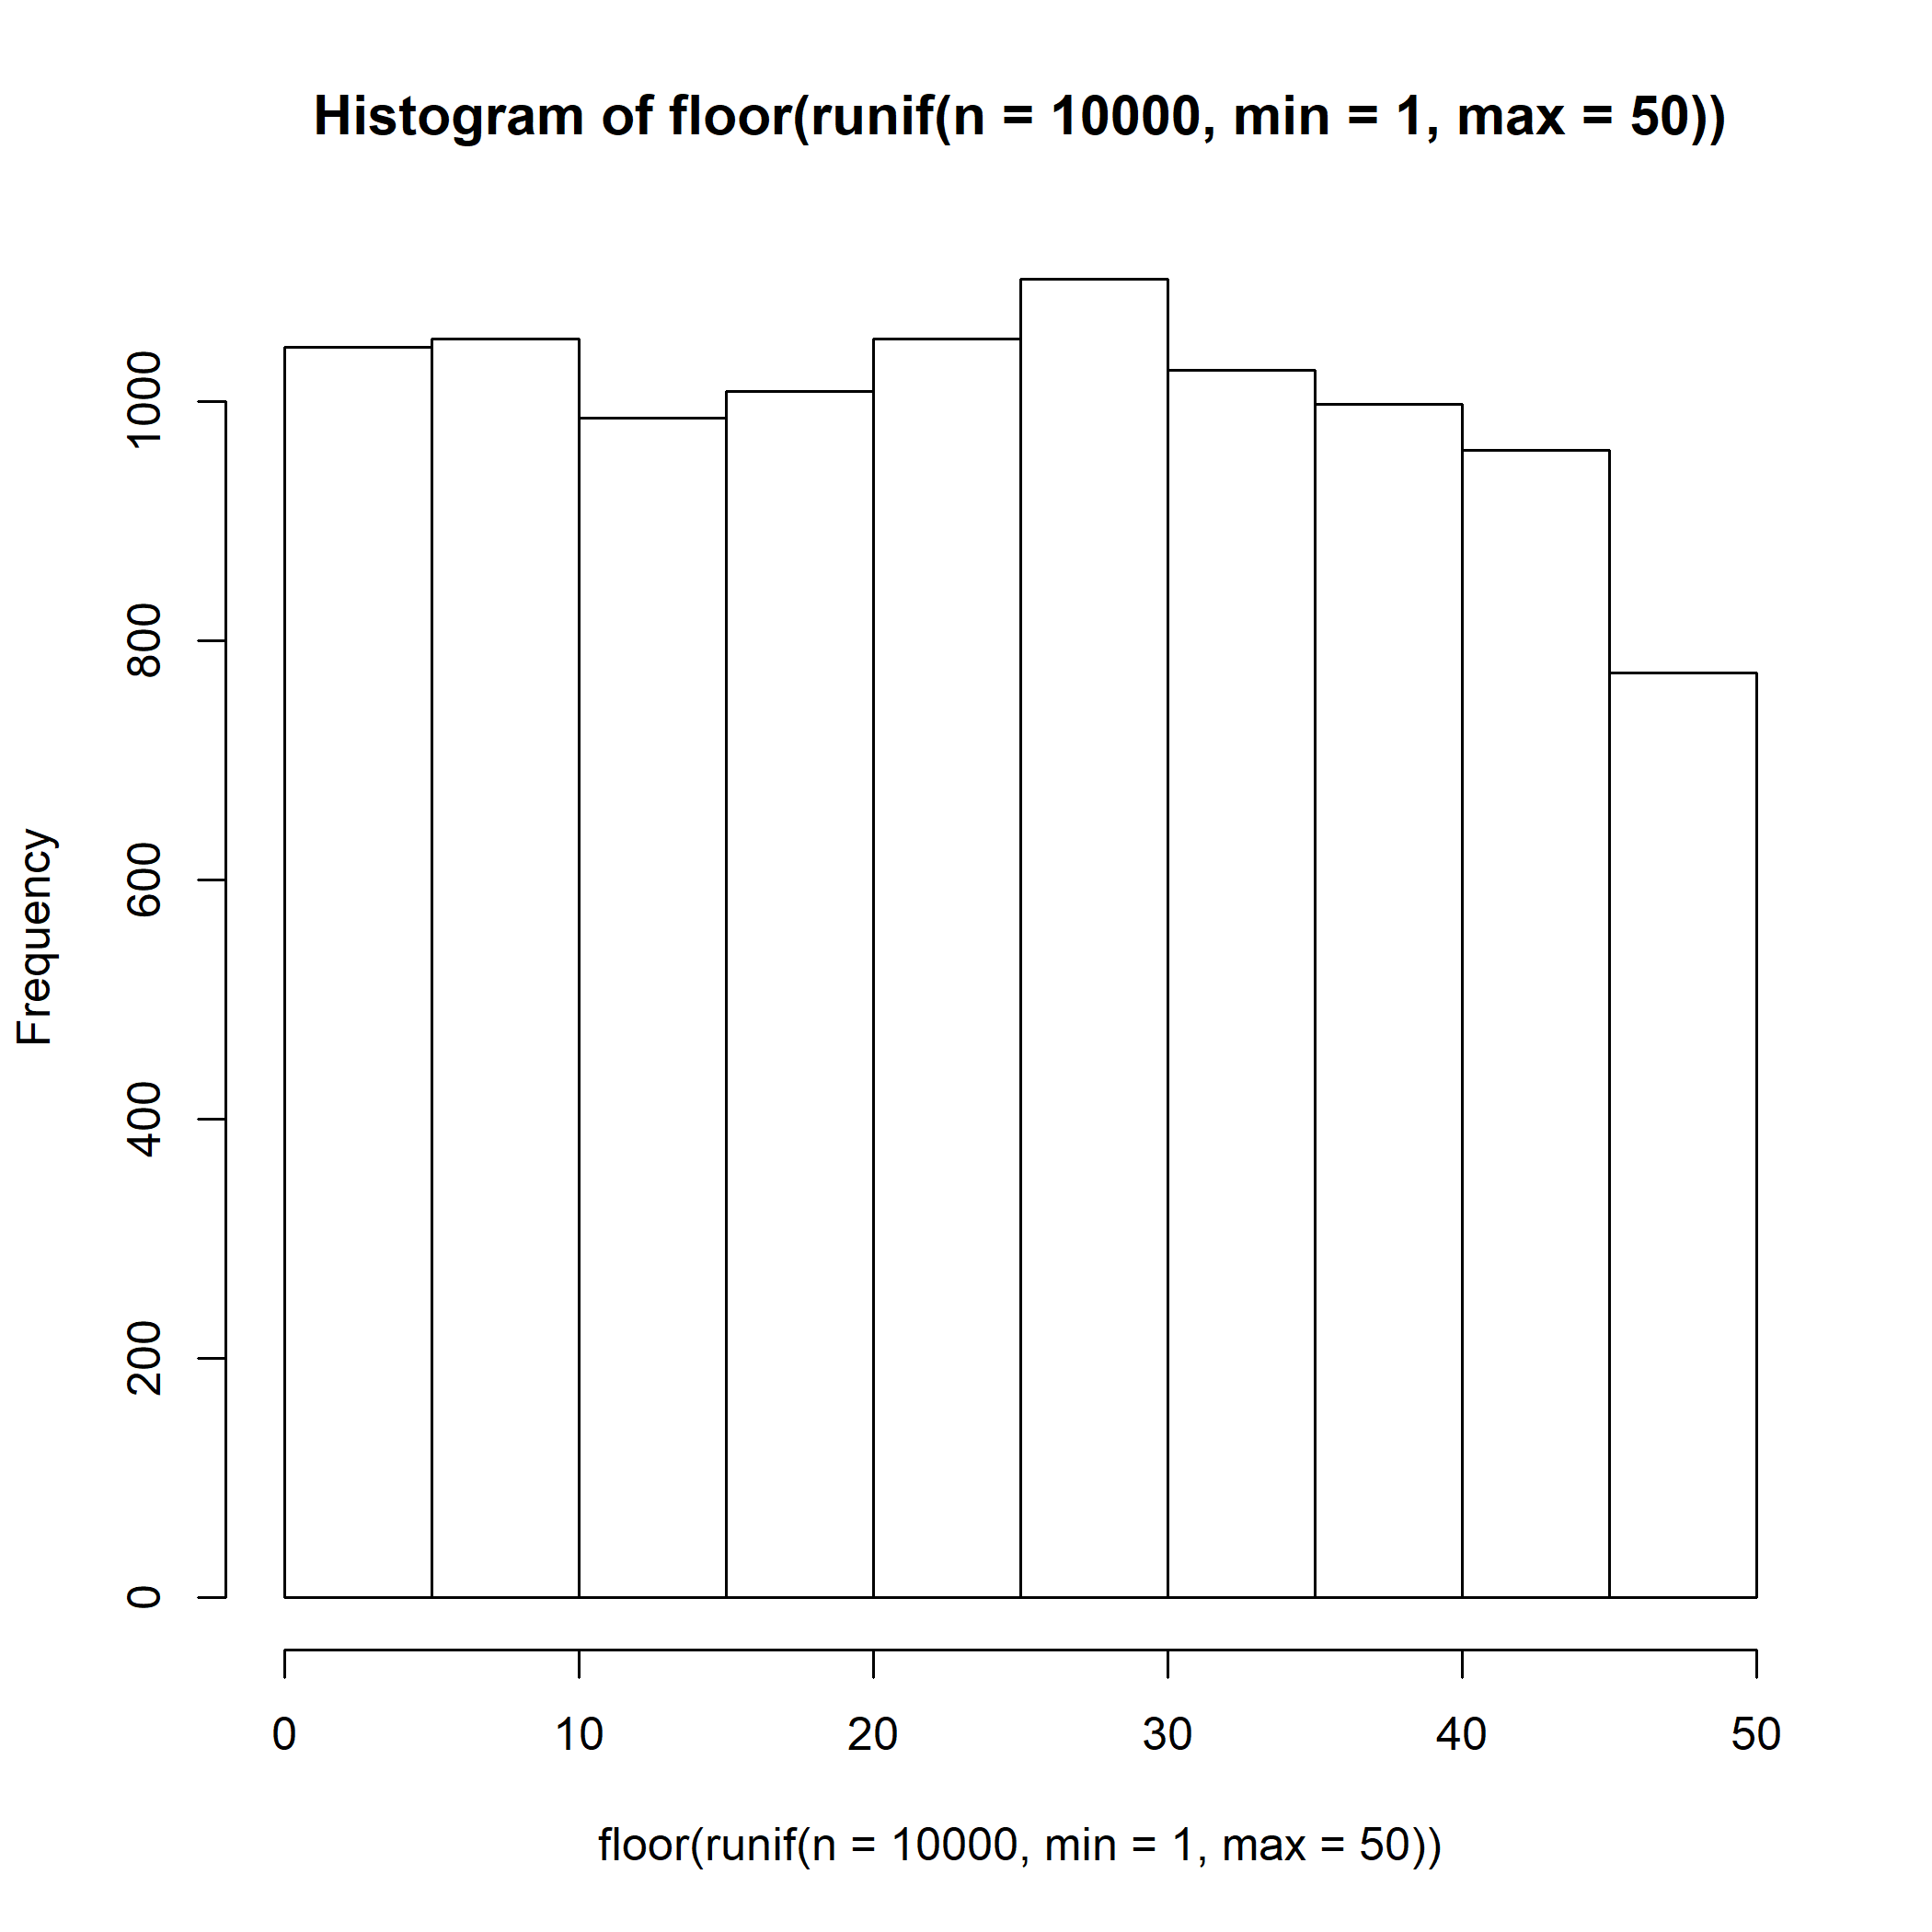 Histogram of floor(runif(n = 10000, min = 1, max = 50))
Frequency
1000
800
600
400
200
0
0 10 20 30 40 50
floor(runif(n = 10000, min = 1, max = 50))